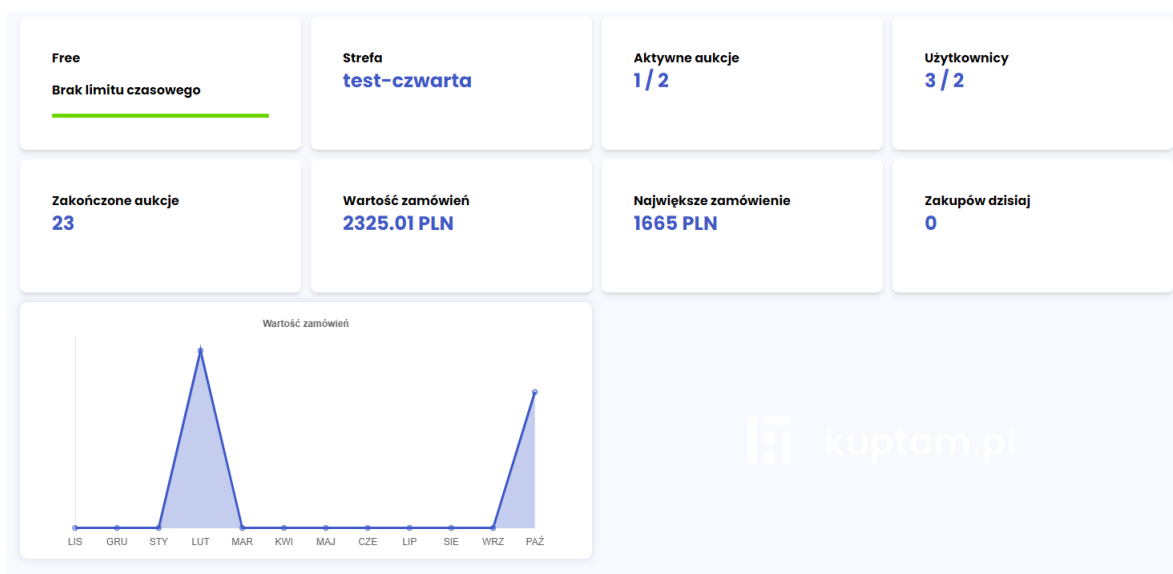 Free
Brak limitu czasowego
Strefa
test-czwarta
Aktywne aukcje
1 / 2
Użytkownicy
3 / 2
Zakończone aukcje
23
Wartość zamówień
2325.01 PLN
Największe zamówienie
1665 PLN
Zakupów dzisiaj
0
Wartość zamówień
LIS GRU STY LUT MAR KWI MAJ CZE LIP SIE WRZ PAŹ
kuptam.pl